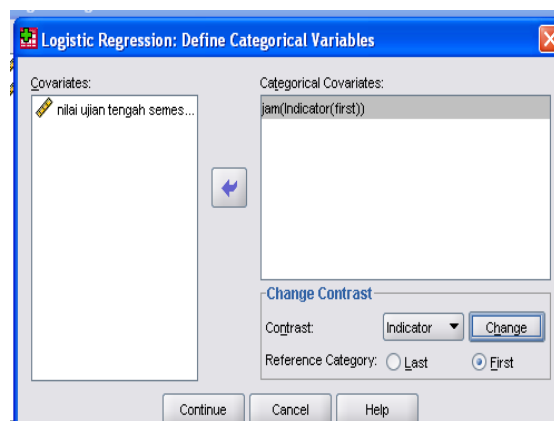 Logistic Regression: Define Categorical Variables
Covariates:
nilai ujian tengah semes...
Categorical Covariates:
jam(Indicator(first))
Change Contrast
Contrast:
Indicator
Change
Reference Category:
Last
First
Continue
Cancel
Help